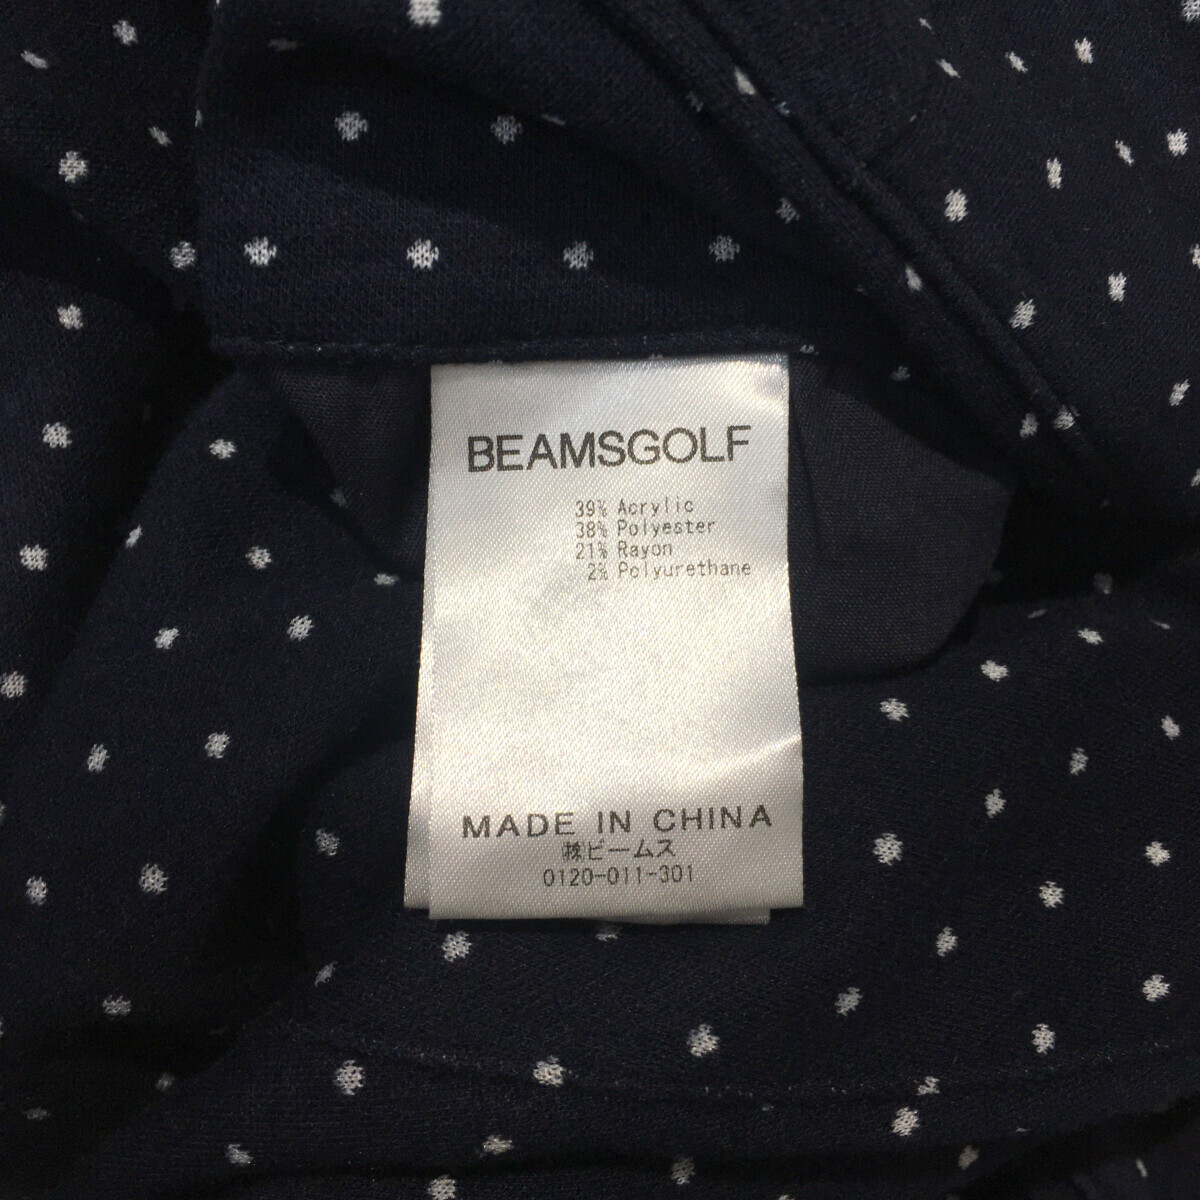 BEAMSGOLF
39% Acrylic
38% Polyester
21% Rayon
2% Polyurethane
MADE IN CHINA
㈱ビームス
0120-011-301